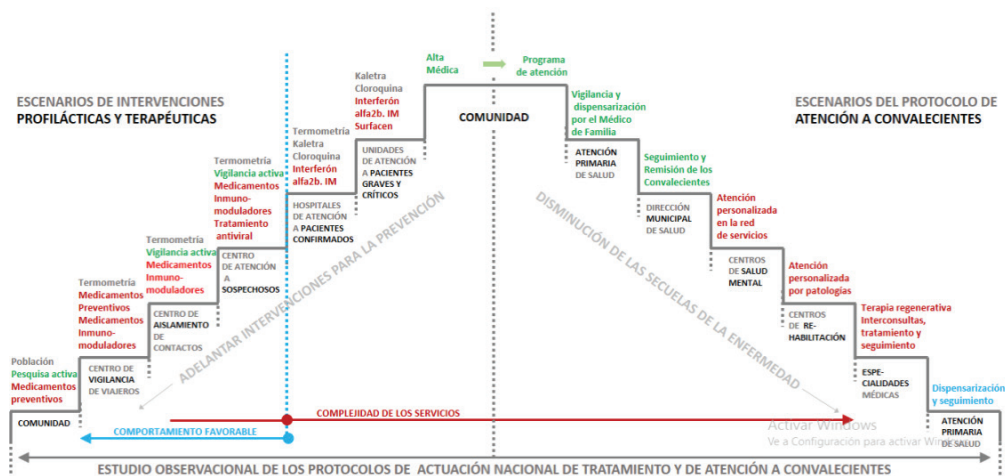 ESCENARIOS DE INTERVENCIONES
PROFILÁCTICAS Y TERAPÉUTICAS
Población
Pesquisa activa
Medicamentos
preventivos
COMUNIDAD
Termometría
Medicamentos
Preventivos
Medicamentos
Inmuno-
moduladores
CENTRO DE
VIGILANCIA
DE VIAJEROS
Termometría
Vigilancia activa
Medicamentos
Inmuno-
moduladores
CENTRO DE
AISLAMIENTO
DE
CONTACTOS
Termometría
Vigilancia activa
Medicamentos
Inmuno-
moduladores
Tratamiento
antiviral
CENTRO
DE ATENCIÓN
A
SOSPECHOSOS
Termometría
Kaletra
Cloroquina
Interferón
alfa2b. IM
HOSPITALES
DE ATENCIÓN
A PACIENTES
CONFIRMADOS
Kaletra
Cloroquina
Interferón
alfa2b. IM
Surfacen
UNIDADES
DE ATENCIÓN
A PACIENTES
GRAVES Y
CRÍTICOS
Alta
Médica
Programa
de atención
COMUNIDAD
Vigilancia y
dispensarización
por el Médico
de Familia
ATENCIÓN
PRIMARIA
DE SALUD
Seguimiento y
Remisión de los
Convalecientes
DIRECCIÓN
MUNICIPAL
DE SALUD
Atención
personalizada
en la red
de servicios
CENTROS
DE SALUD
MENTAL
Atención
personalizada
por patologías
CENTROS
DE RE-
HABILITACIÓN
Terapia regenerativa
Interconsultas,
tratamiento y
seguimiento
ESPE-
CIALIDADES
MÉDICAS
Dispensarización
y seguimiento
ATENCIÓN
PRIMARIA
DE SALUD
ESCENARIOS DEL PROTOCOLO DE
ATENCIÓN A CONVALECIENTES
ADELANTAR INTERVENCIONES PARA LA PREVENCIÓN
DISMINUCIÓN DE LAS SECUELAS DE LA ENFERMEDAD
COMPLEJIDAD DE LOS SERVICIOS
COMPORTAMIENTO FAVORABLE
Activar Windows
Ve a Configuración para activar Windows.
ESTUDIO OBSERVACIONAL DE LOS PROTOCOLOS DE ACTUACIÓN NACIONAL DE TRATAMIENTO Y DE ATENCIÓN A CONVALECIENTES